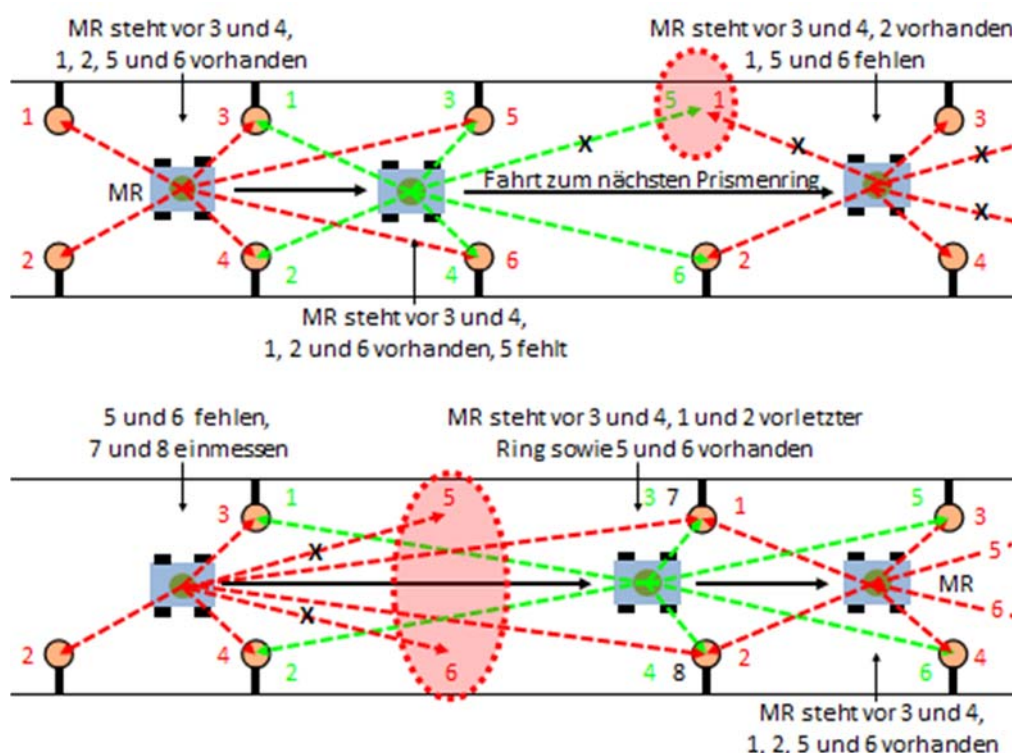 MR steht vor 3 und 4,
1, 2, 5 und 6 vorhanden
MR steht vor 3 und 4, 2 vorhanden
1, 5 und 6 fehlen
1 3 1 3 5 5 1 3
MR Fahrt zum nächsten Prismenring
X X X X
2 4 2 4 6 6 2 4
MR steht vor 3 und 4,
1, 2 und 6 vorhanden, 5 fehlt
5 und 6 fehlen,
7 und 8 einmessen
MR steht vor 3 und 4, 1 und 2 vorletzter
Ring sowie 5 und 6 vorhanden
3 1 5 3 7 1 5 3
X 5
MR
X 6
2 4 2 6 4 8 2 6 4
MR steht vor 3 und 4,
1, 2, 5 und 6 vorhanden